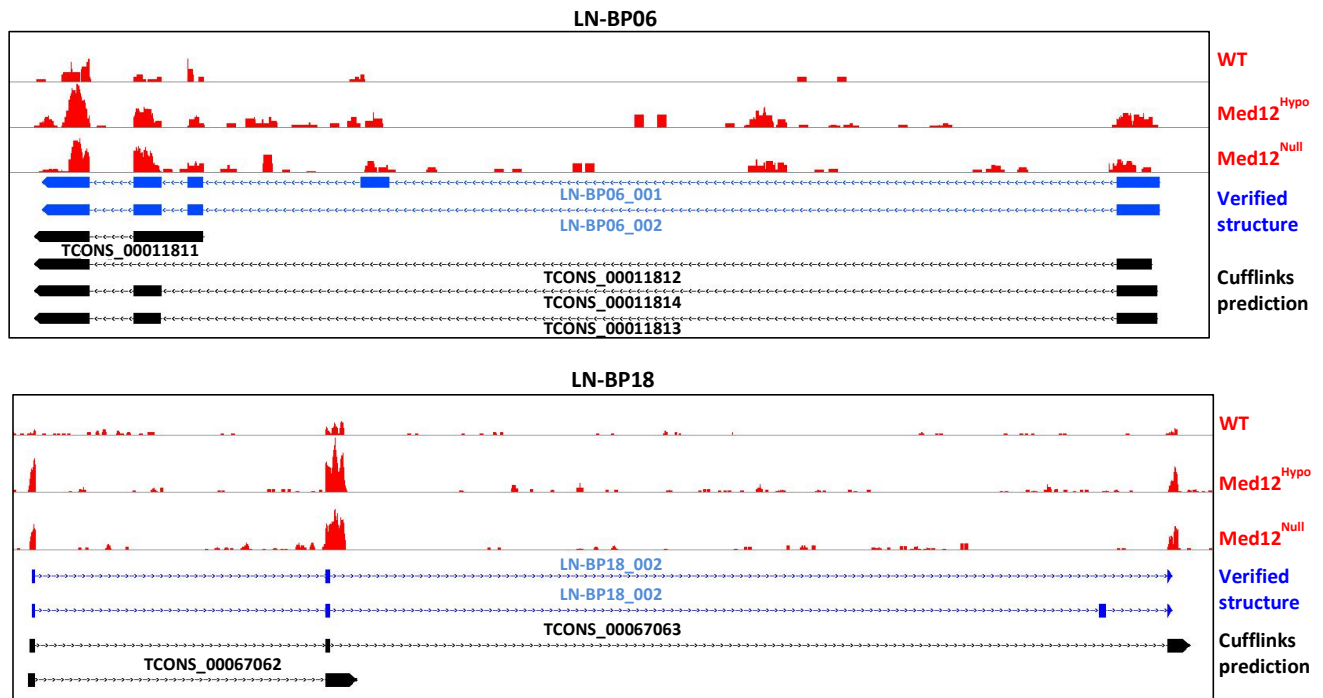 LN-BP06
WT
Med12Hypo
Med12Null
LN-BP06_001
Verified
structure
LN-BP06_002
TCONS_00011811
TCONS_00011812
Cufflinks
prediction
TCONS_00011814
TCONS_00011813
LN-BP18
WT
Med12Hypo
Med12Null
LN-BP18_002
Verified
structure
LN-BP18_002
TCONS_00067063
Cufflinks
prediction
TCONS_00067062